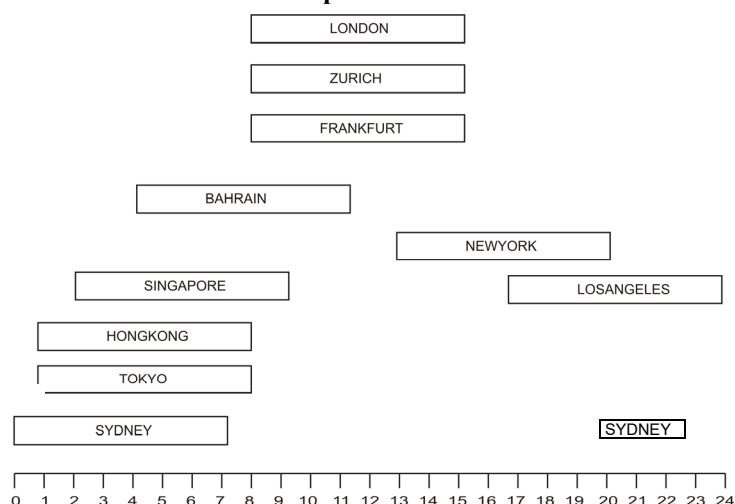 LONDON
ZURICH
FRANKFURT
BAHRAIN
NEWYORK
SINGAPORE
LOSANGELES
HONGKONG
TOKYO
SYDNEY
SYDNEY
0 1 2 3 4 5 6 7 8 9 10 11 12 13 14 15 16 17 18 19 20 21 22 23 24